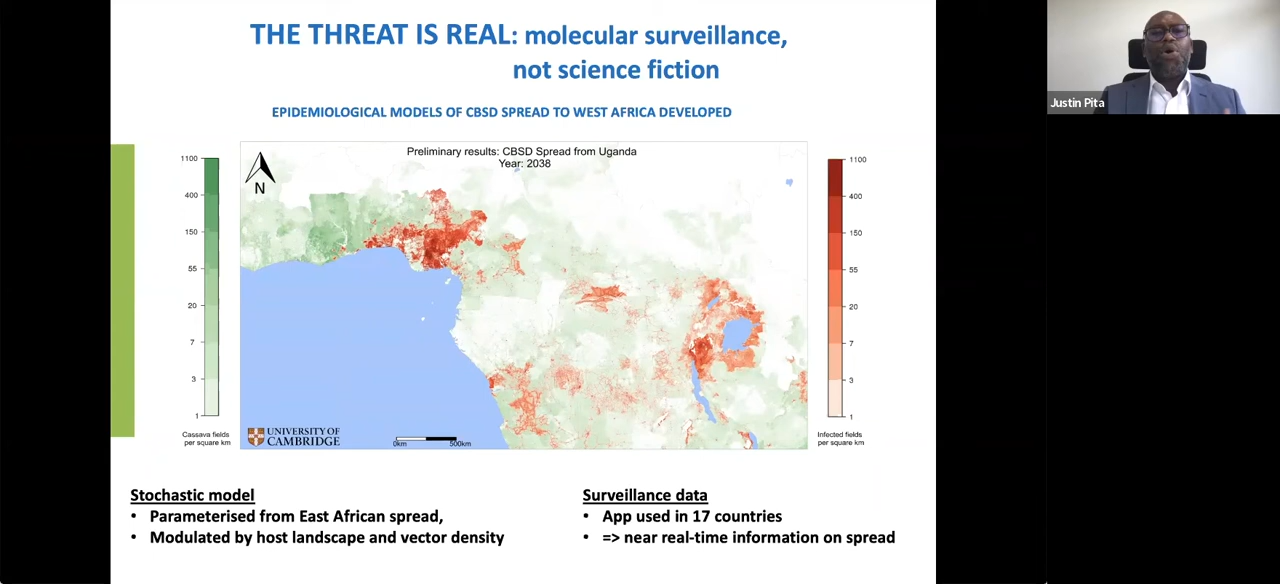 THE THREAT IS REAL: molecular surveillance,
not science fiction
EPIDEMIOLOGICAL MODELS OF CBSD SPREAD TO WEST AFRICA DEVELOPED
Justin Pita
Preliminary results: CBSD Spread from Uganda
Year: 2038
N
1100
400
150
55
20
7
3
1
Cassava fields
per square km
UNIVERSITY OF
CAMBRIDGE
0km 500km
1100
400
150
55
20
7
3
1
Infected fields
per square km
Stochastic model
• Parameterised from East African spread,
• Modulated by host landscape and vector density
Surveillance data
• App used in 17 countries
• => near real-time information on spread